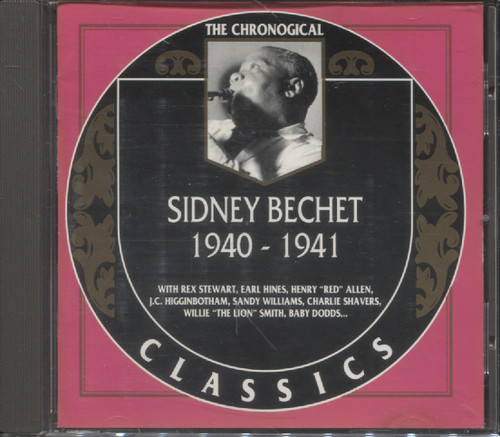 THE CHRONOGICAL
SIDNEY BECHET
1940 - 1941
WITH REX STEWART, EARL HINES, HENRY "RED" ALLEN,
J.C. HIGGINBOTHAM, SANDY WILLIAMS, CHARLIE SHAVERS,
WILLIE "THE LION" SMITH, BABY DODDS...
CLASSICS